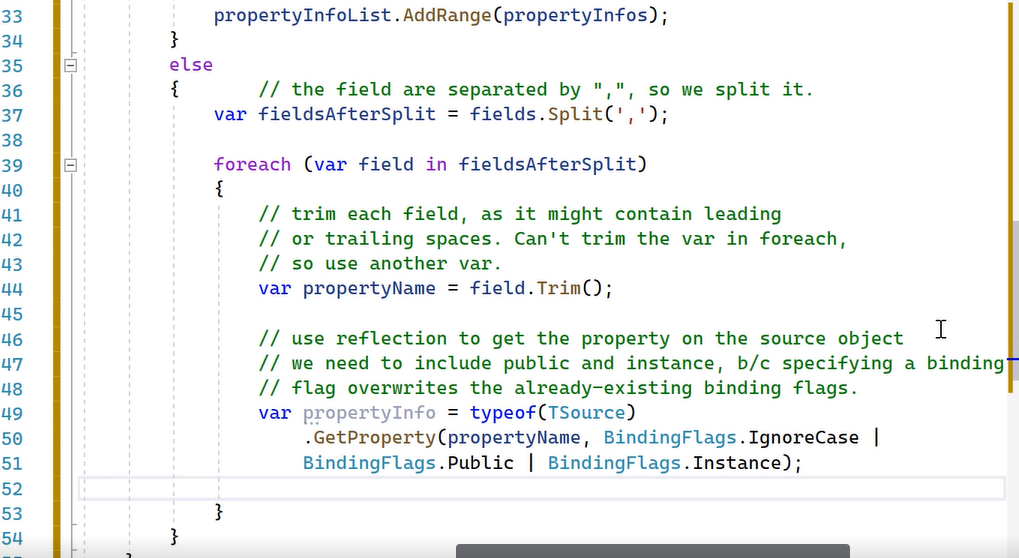 33 propertyInfoList.AddRange(propertyInfos);
34 }
35 else
36 { // the field are separated by ",", so we split it.
37 var fieldsAfterSplit = fields.Split(',');
38
39 foreach (var field in fieldsAfterSplit)
40 {
41 // trim each field, as it might contain leading
42 // or trailing spaces. Can't trim the var in foreach,
43 // so use another var.
44 var propertyName = field.Trim();
45
46 // use reflection to get the property on the source object
47 // we need to include public and instance, b/c specifying a binding
48 // flag overwrites the already-existing binding flags.
49 var propertyInfo = typeof(TSource)
50 .GetProperty(propertyName, BindingFlags.IgnoreCase |
51 BindingFlags.Public | BindingFlags.Instance);
52
53 }
54 }